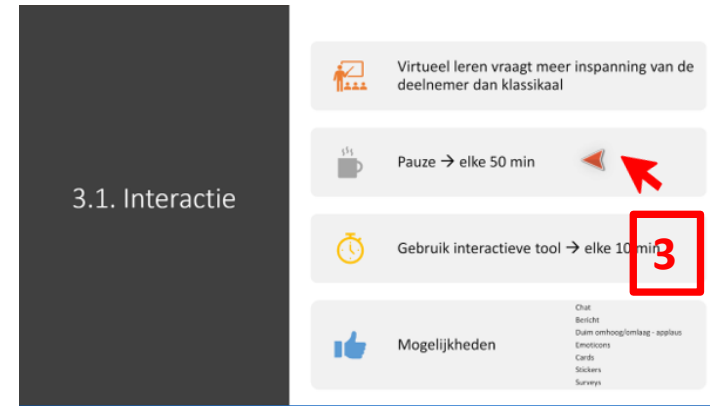 3.1. Interactie
Virtueel leren vraagt meer inspanning van de
deelnemer dan klassikaal
Pauze → elke 50 min
Gebruik interactieve tool → elke 10 min
3
Mogelijkheden
Chat
Bericht
Duim omhoog/omlaag - applaus
Emoticons
Cards
Stickers
Surveys